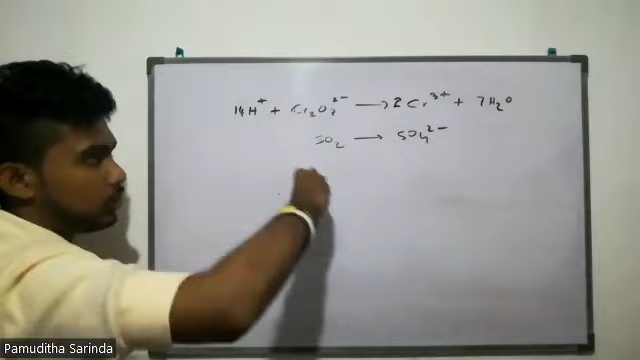 14H⁺ + Cr₂O₇²⁻ → 2Cr³⁺ + 7H₂O
SO₂ → SO₄²⁻
Pamuditha Sarinda